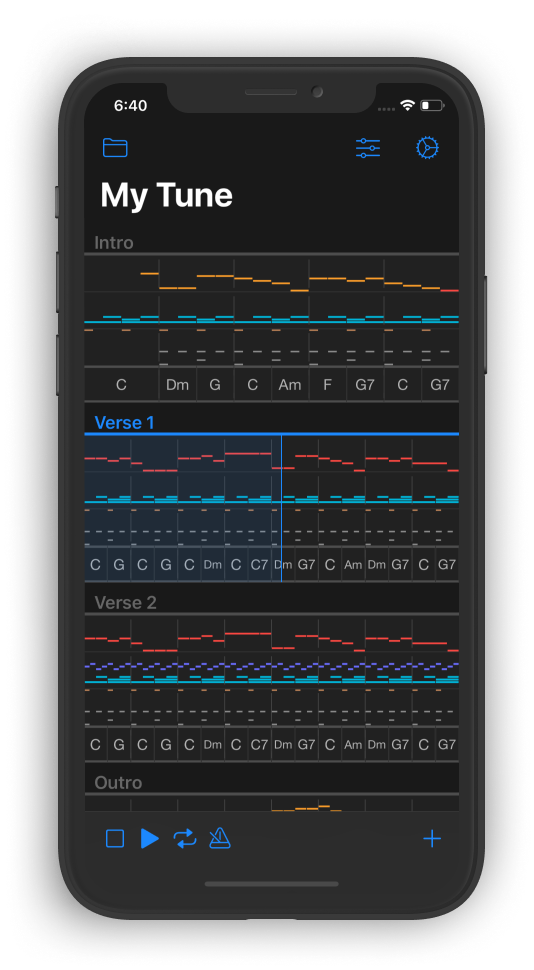 6:40
My Tune
Intro
C Dm G C Am F G7 C G7
Verse 1
C G C G C Dm C C7 Dm G7 C Am Dm G7 C G7
Verse 2
C G C G C Dm C C7 Dm G7 C Am Dm G7 C G7
Outro